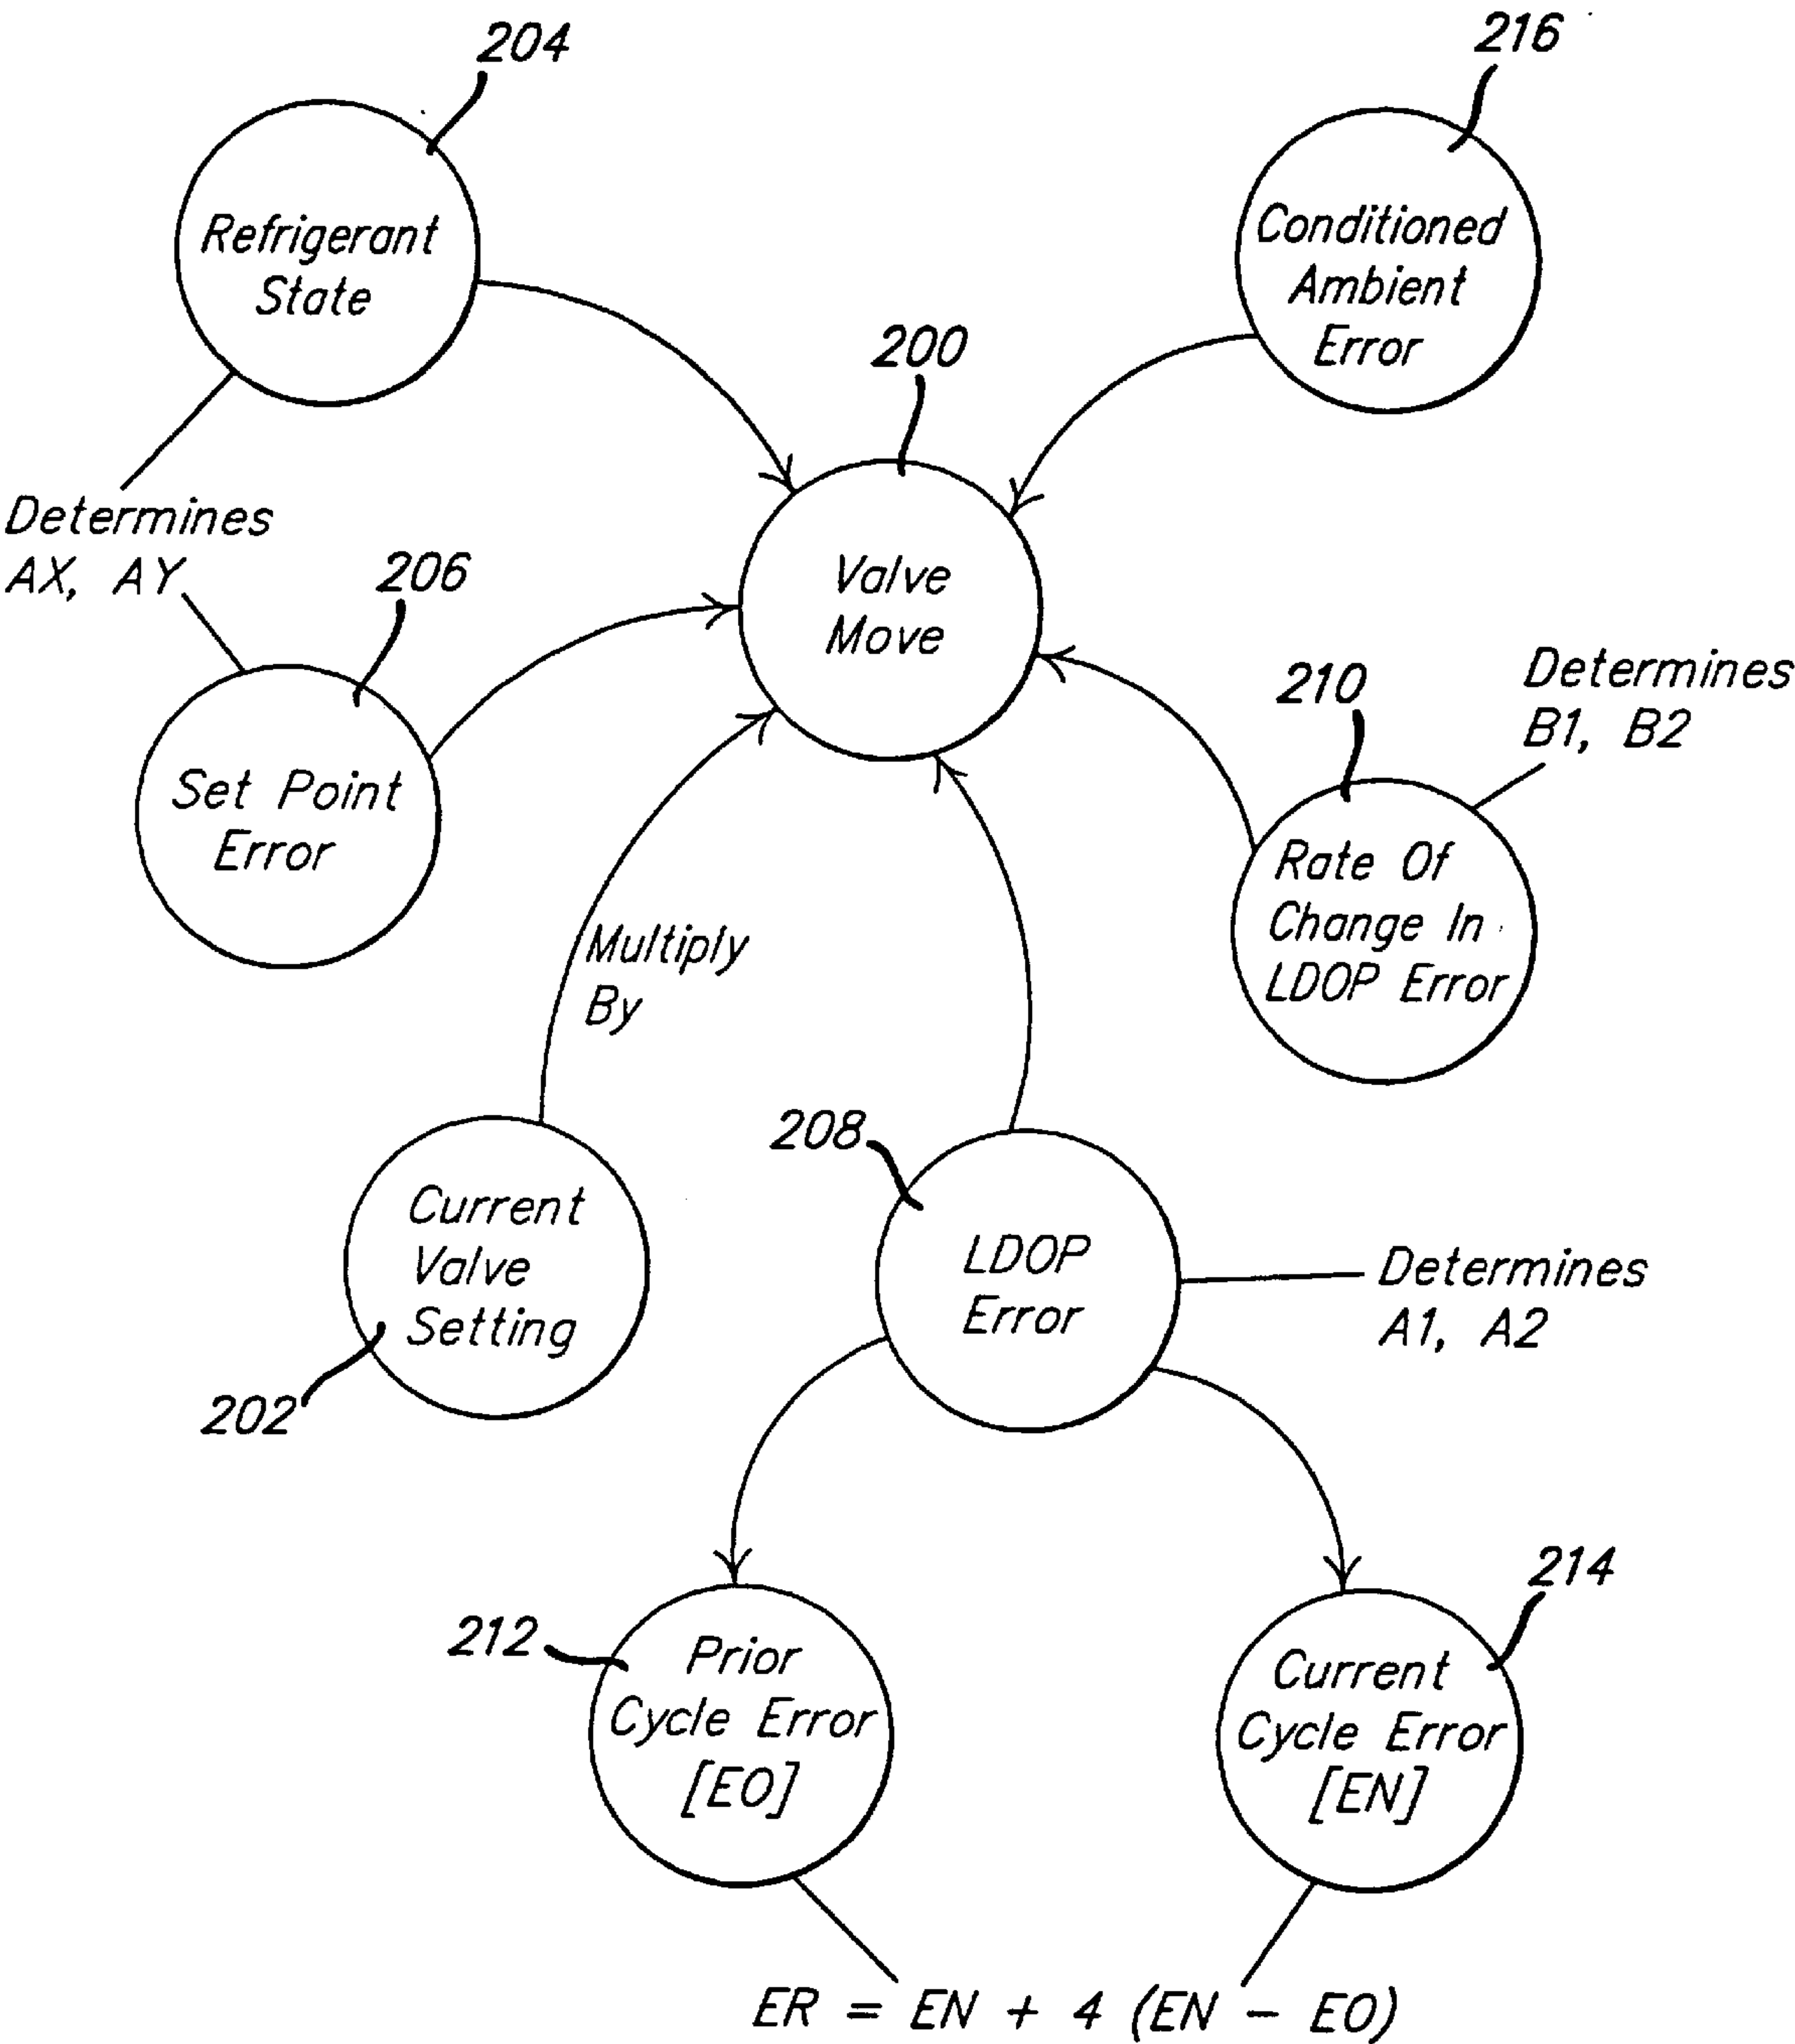 204
216
Refrigerant
State
Conditioned
Ambient
Error
200
Determines
AX, AY
206
Valve
Move
Determines
B1, B2
210
Set Point
Error
Rate Of
Change In
LDOP Error
Multiply
By
208
Current
Valve
Setting
202
LDOP
Error
Determines
A1, A2
214
212
Prior
Cycle Error
[EO]
Current
Cycle Error
[EN]
ER = EN + 4 (EN - EO)